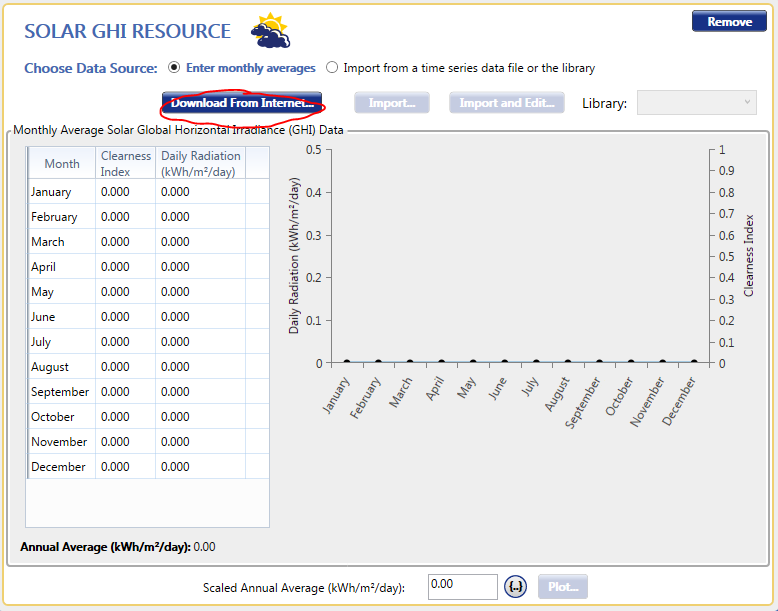 SOLAR GHI RESOURCE
Remove
Choose Data Source: Enter monthly averages Import from a time series data file or the library
Download From Internet... Import... Import and Edit... Library:
Monthly Average Solar Global Horizontal Irradiance (GHI) Data
Month Clearness Index Daily Radiation (kWh/m²/day)
January 0.000 0.000
February 0.000 0.000
March 0.000 0.000
April 0.000 0.000
May 0.000 0.000
June 0.000 0.000
July 0.000 0.000
August 0.000 0.000
September 0.000 0.000
October 0.000 0.000
November 0.000 0.000
December 0.000 0.000
Daily Radiation (kWh/m²/day)
0.5
0.4
0.3
0.2
0.1
0
1
0.9
0.8
0.7
0.6
0.5
0.4
0.3
0.2
0.1
0
Clearness Index
January February March April May June July August September October November December
Annual Average (kWh/m²/day): 0.00
Scaled Annual Average (kWh/m²/day): 0.00 {..} Plot...